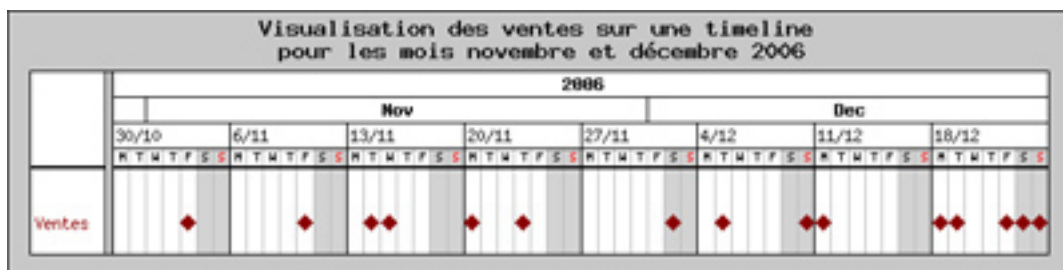 Visualisation des ventes sur une timeline
pour les mois novembre et décembre 2006
2006
Nov Dec
30/10 6/11 13/11 20/11 27/11 4/12 11/12 18/12
M T W T F S S M T W T F S S M T W T F S S M T W T F S S M T W T F S S M T W T F S S M T W T F S S M T W T F S S
Ventes